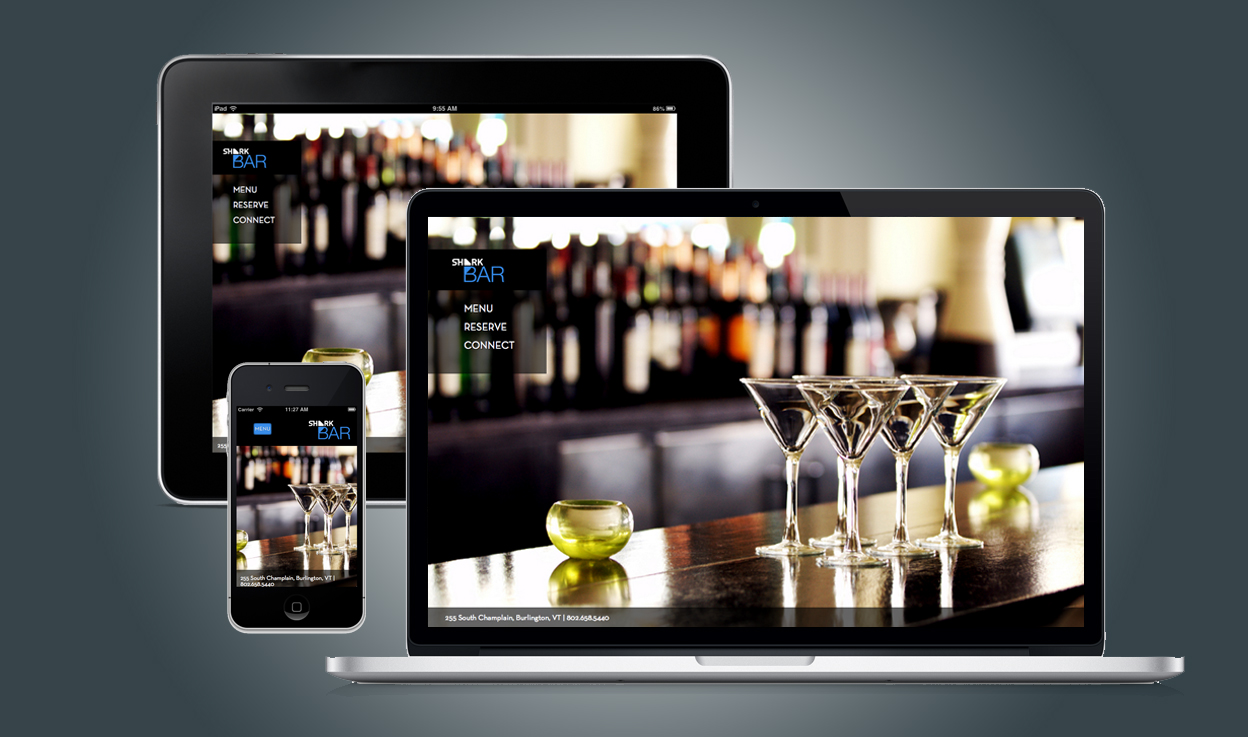 iPad 9:55 AM 86%
SHARK
BAR
MENU
RESERVE
CONNECT
255
SHARK
BAR
MENU
RESERVE
CONNECT
255 South Champlain, Burlington, VT | 802.658.5440
Carrier 11:27 AM
MENU
SHARK
BAR
255 South Champlain, Burlington, VT |
802.658.5440